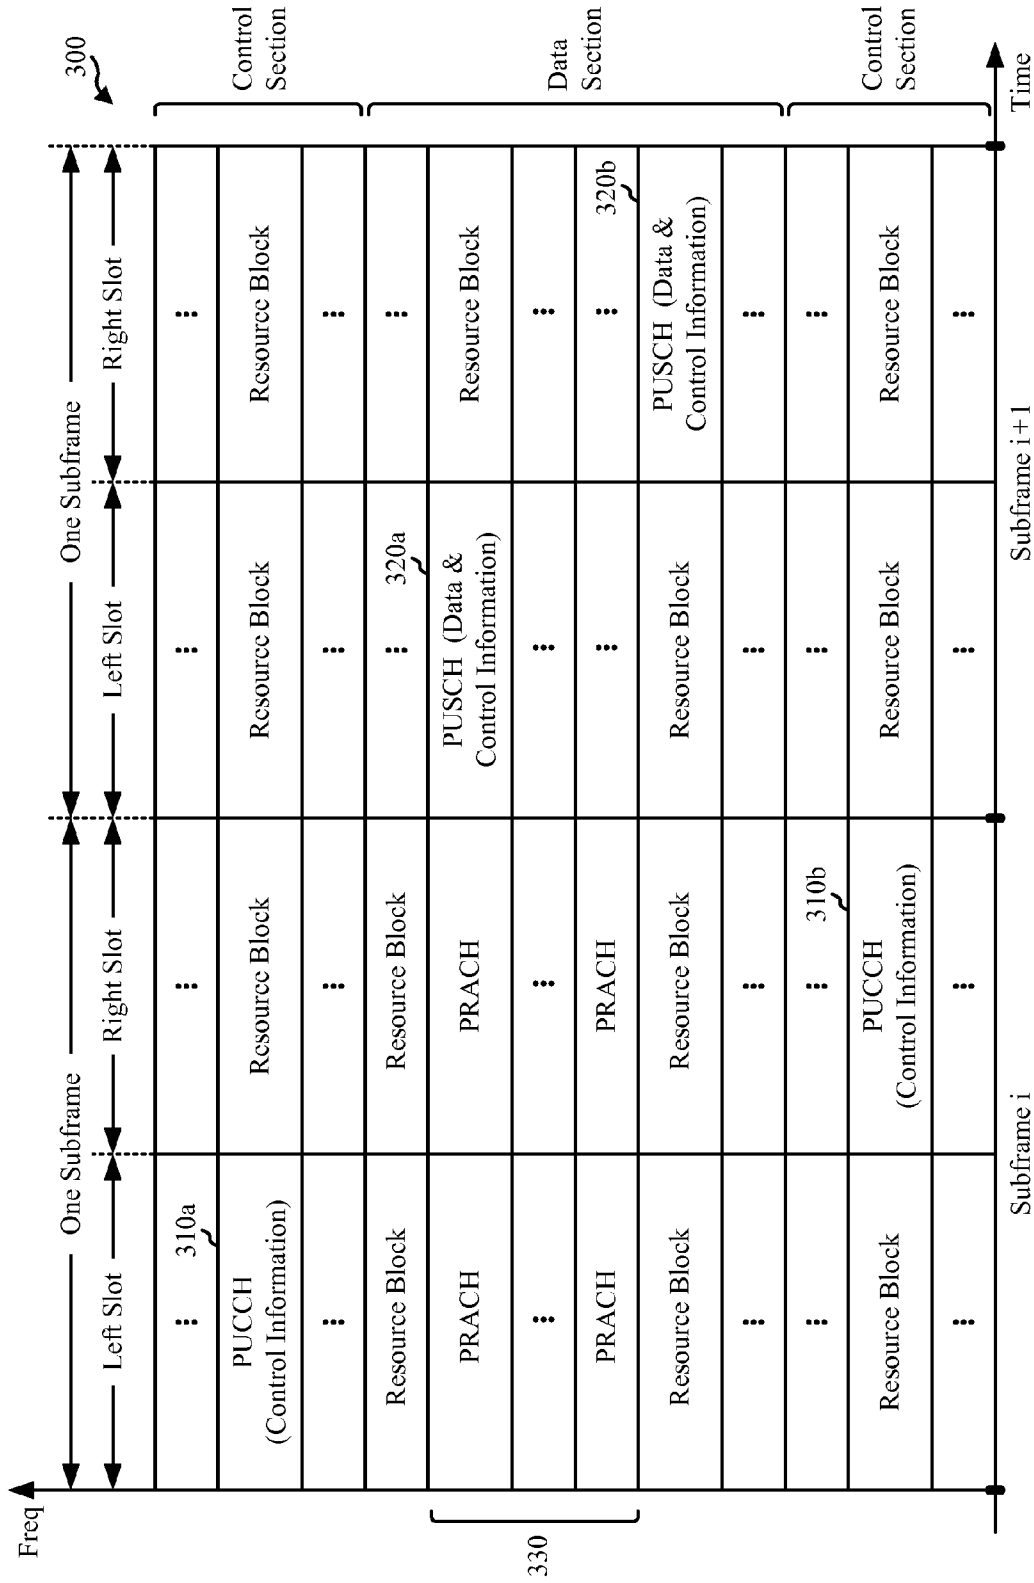 Freq
300
One Subframe
One Subframe
Left Slot
Right Slot
Left Slot
Right Slot
310a
...
...
...
...
PUCCH
(Control Information)
Resource Block
Resource Block
Resource Block
Control
Section
...
...
...
...
Resource Block
Resource Block
...
320a
...
PRACH
PRACH
PUSCH (Data &
Control Information)
Resource Block
330
...
...
...
...
Data
Section
PRACH
PRACH
...
...
320b
Resource Block
Resource Block
Resource Block
PUSCH (Data &
Control Information)
...
...
...
...
...
...
310b
...
...
Resource Block
PUCCH
(Control Information)
Resource Block
Resource Block
Control
Section
...
...
...
...
Subframe i
Subframe i+1
Time